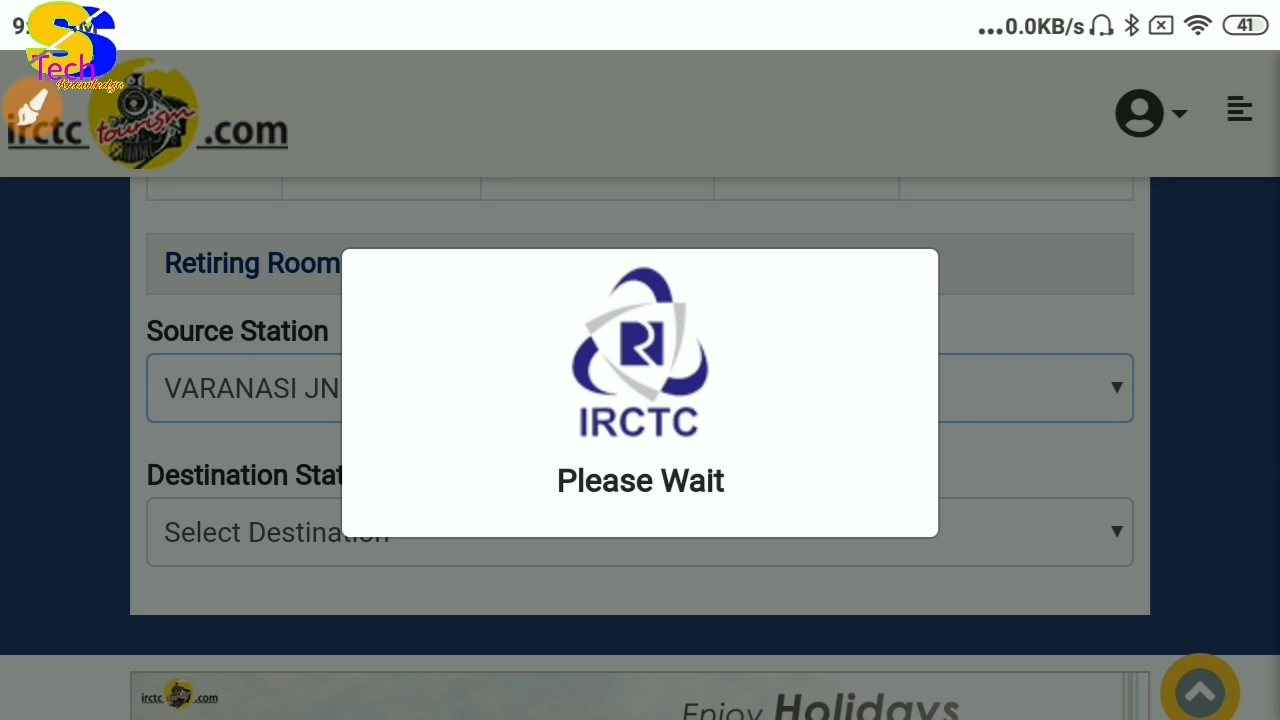 ...0.0KB/s
41
Tech
Knowledge
irctc tourism .com
Retiring Room
Source Station
VARANASI JN
IRCTC
Please Wait
Destination Stat
Select Destination
irctc .com
Enjoy Holidays